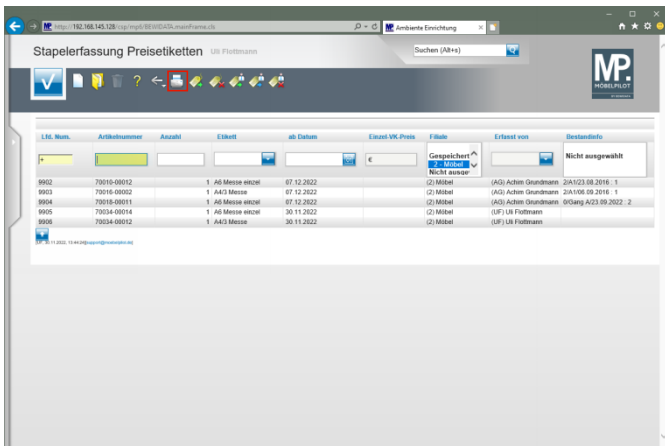 http://192.168.145.128/csp/mpli/BEWIDATA.mainFrame.cls
MP Ambiente Einrichtung
Stapelerfassung Preisetiketten Uli Flottmann
Suchen (Alt+s)
MP.
MÖBELPILOT
Lfd. Num. Artikelnummer Anzahl Etikett ab Datum Einzel-VK-Preis Filiale Erfasst von Bestandinfo
+ € Gespeichert Nicht ausgewählt
2 - Möbel
Nicht ausgew
9902 70010-00012 1 A6 Messe einzel 07.12.2022 (2) Möbel (AG) Achim Grundmann 2/A1/23.08.2016 : 1
9903 70016-00002 1 A4/3 Messe 07.12.2022 (2) Möbel (AG) Achim Grundmann 2/A1/06.09.2016 : 1
9904 70018-00011 1 A6 Messe einzel 07.12.2022 (2) Möbel (AG) Achim Grundmann 0/Gang A/23.09.2022 : 2
9905 70034-00014 1 A6 Messe einzel 30.11.2022 (2) Möbel (UF) Uli Flottmann
9906 70034-00012 1 A4/3 Messe 30.11.2022 (2) Möbel (UF) Uli Flottmann